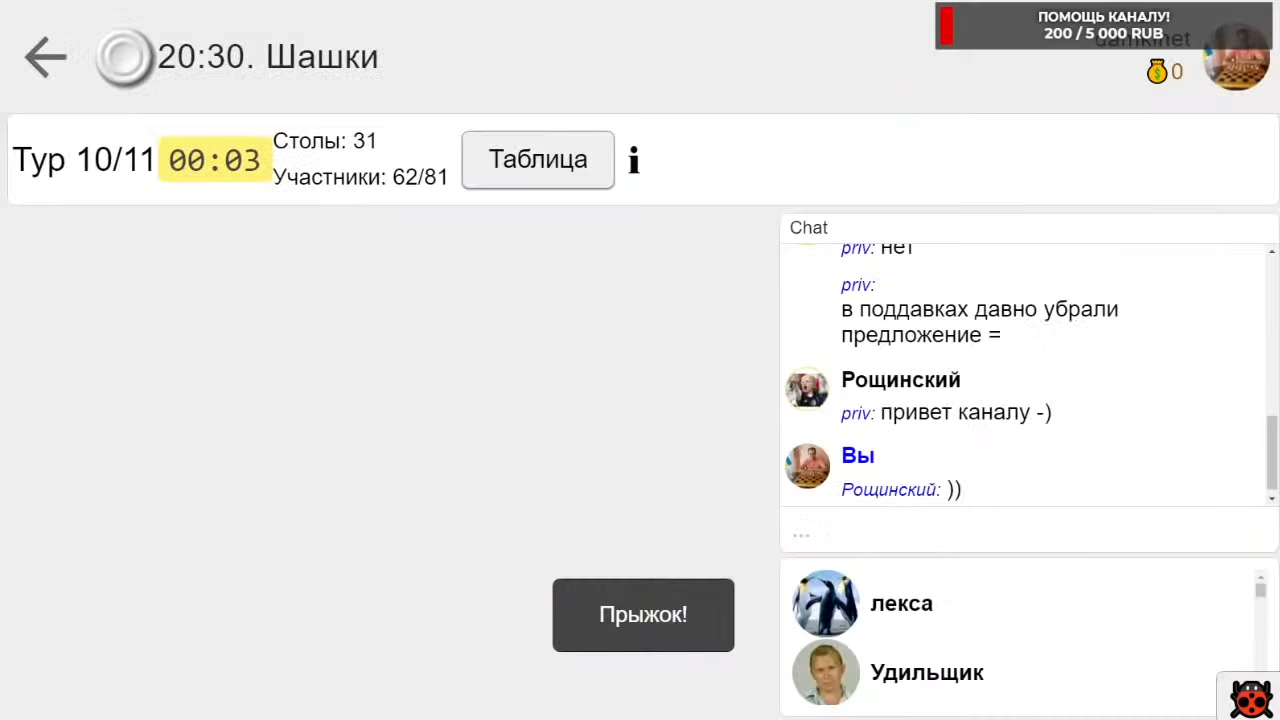 ПОМОЩЬ КАНАЛУ!
200 / 5 000 RUB
damkinet
20:30. Шашки
0
Тур 10/11 00:03
Столы: 31
Участники: 62/81
Таблица
Chat
priv: нет
priv:
в поддавках давно убрали
предложение =
Рощинский
priv: привет каналу -)
Вы
Рощинский: ))
...
Прыжок!
лекса
Удильщик